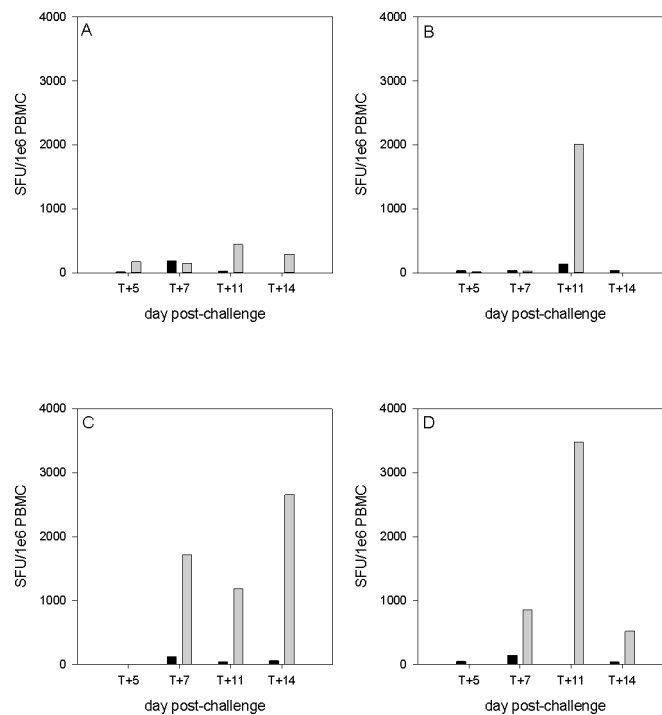 A
4000
3000
2000
1000
0
SFU/1e6 PBMC
T+5 T+7 T+11 T+14
day post-challenge
B
4000
3000
2000
1000
0
SFU/1e6 PBMC
T+5 T+7 T+11 T+14
day post-challenge
C
4000
3000
2000
1000
0
SFU/1e6 PBMC
T+5 T+7 T+11 T+14
day post-challenge
D
4000
3000
2000
1000
0
SFU/1e6 PBMC
T+5 T+7 T+11 T+14
day post-challenge